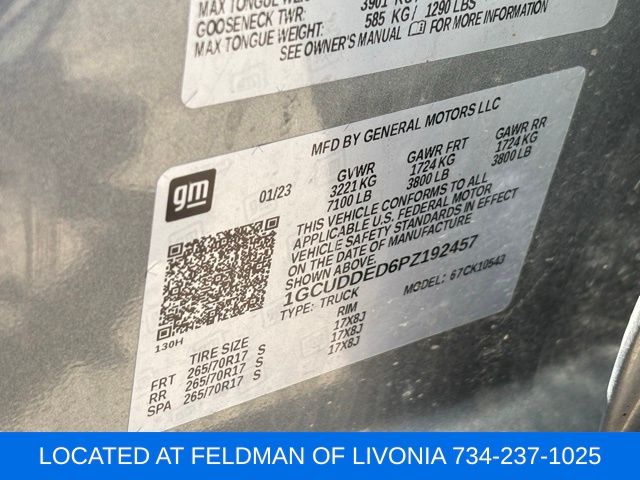 MAX TONGUE WEIGHT:
GOOSENECK TWR:
MAX TONGUE WEIGHT: 585 KG / 1290 LBS
SEE OWNER'S MANUAL FOR MORE INFORMATION
MFD BY GENERAL MOTORS LLC
gm
01/23
GVWR GAWR FRT GAWR RR
3221 KG 1724 KG 1724 KG
7100 LB 3800 LB 3800 LB
THIS VEHICLE CONFORMS TO ALL
APPLICABLE U.S. FEDERAL MOTOR
VEHICLE SAFETY STANDARDS IN EFFECT
ON THE DATE OF MANUFACTURE
1GCUDDED6PZ192457
TYPE: TRUCK MODEL: 67CK10543
130H
TIRE SIZE RIM
FRT 265/70R17 S 17X8J
RR 265/70R17 S 17X8J
SPA 265/70R17 S 17X8J
LOCATED AT FELDMAN OF LIVONIA 734-237-1025